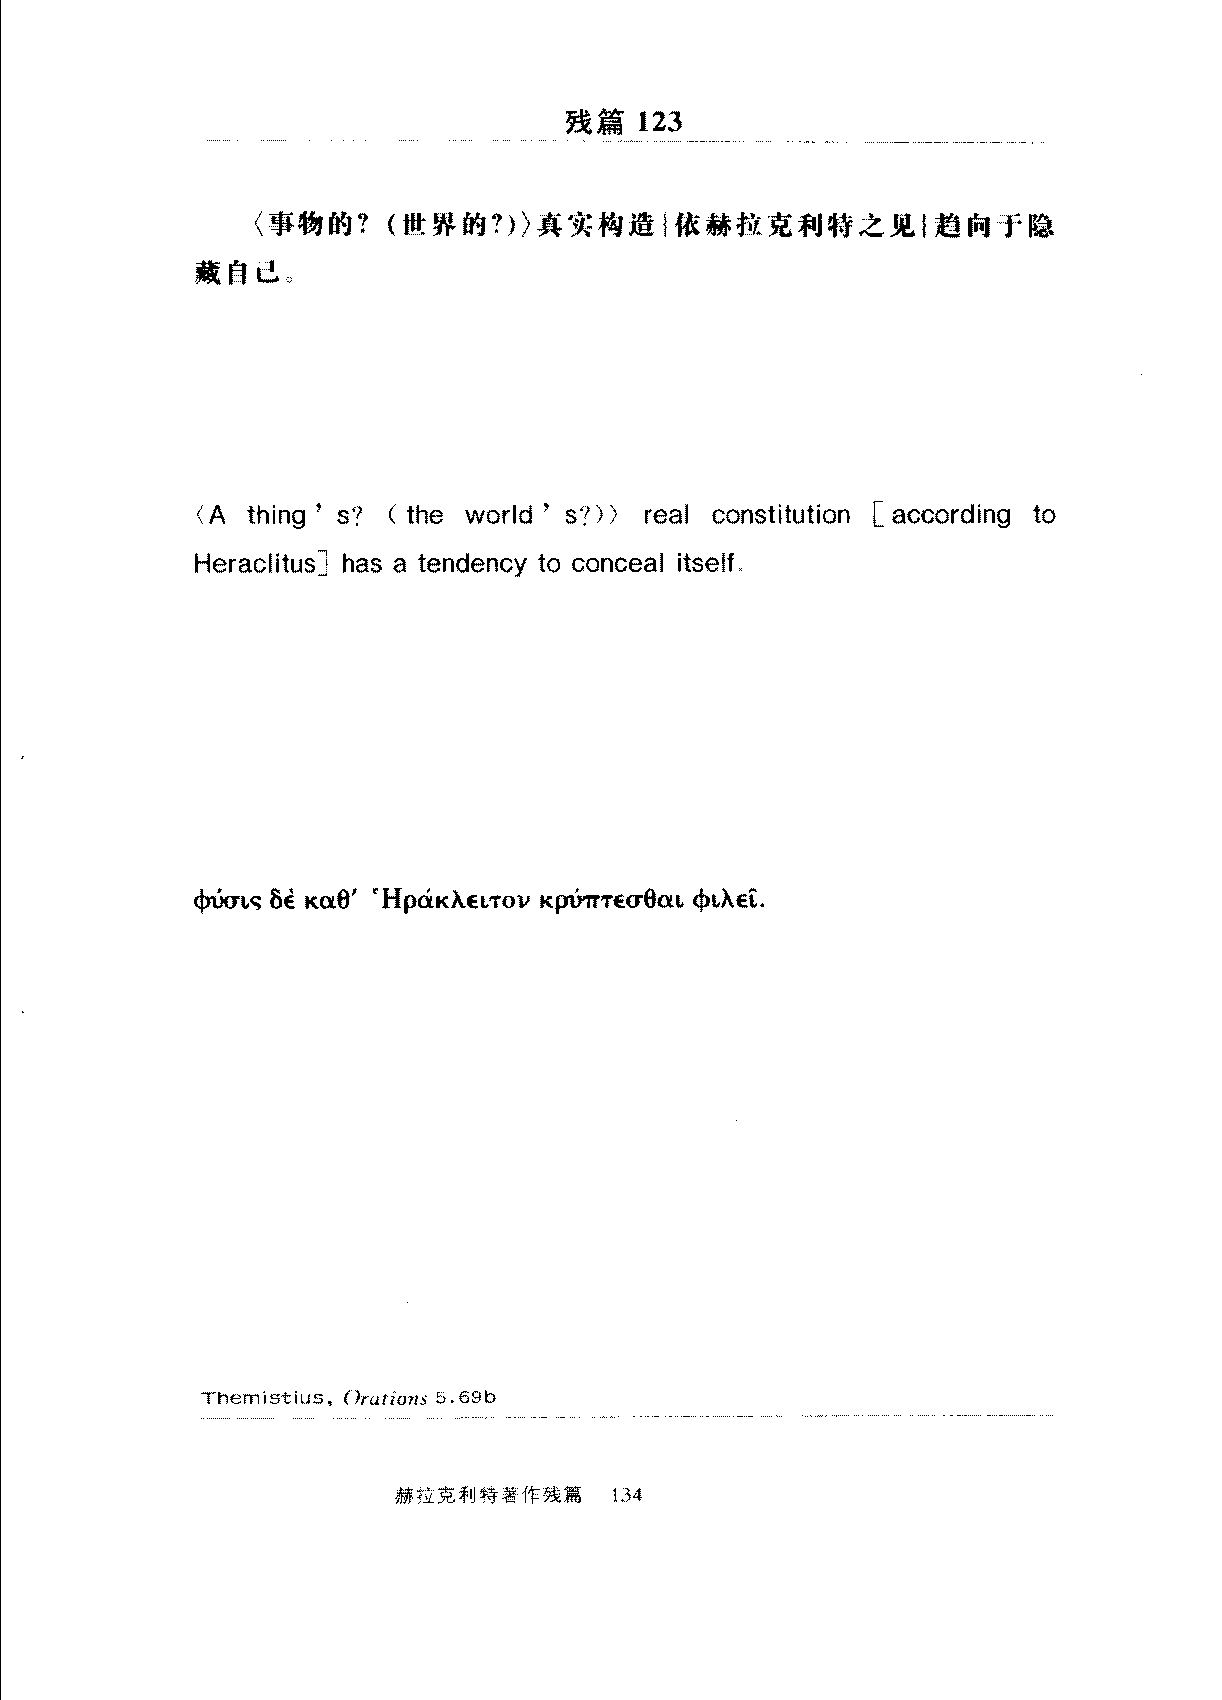 残篇 123
〈事物的?(世界的?)〉真实构造[依赫拉克利特之见]趋向于隐
藏自己。
〈A thing's? (the world's?)〉 real constitution [according to
Heraclitus] has a tendency to conceal itself.
φύσις δέ καθ' Ἡράκλειτον κρύπτεσθαι φιλεῖ.
Themistius, Orations 5.69b
赫拉克利特著作残篇 134